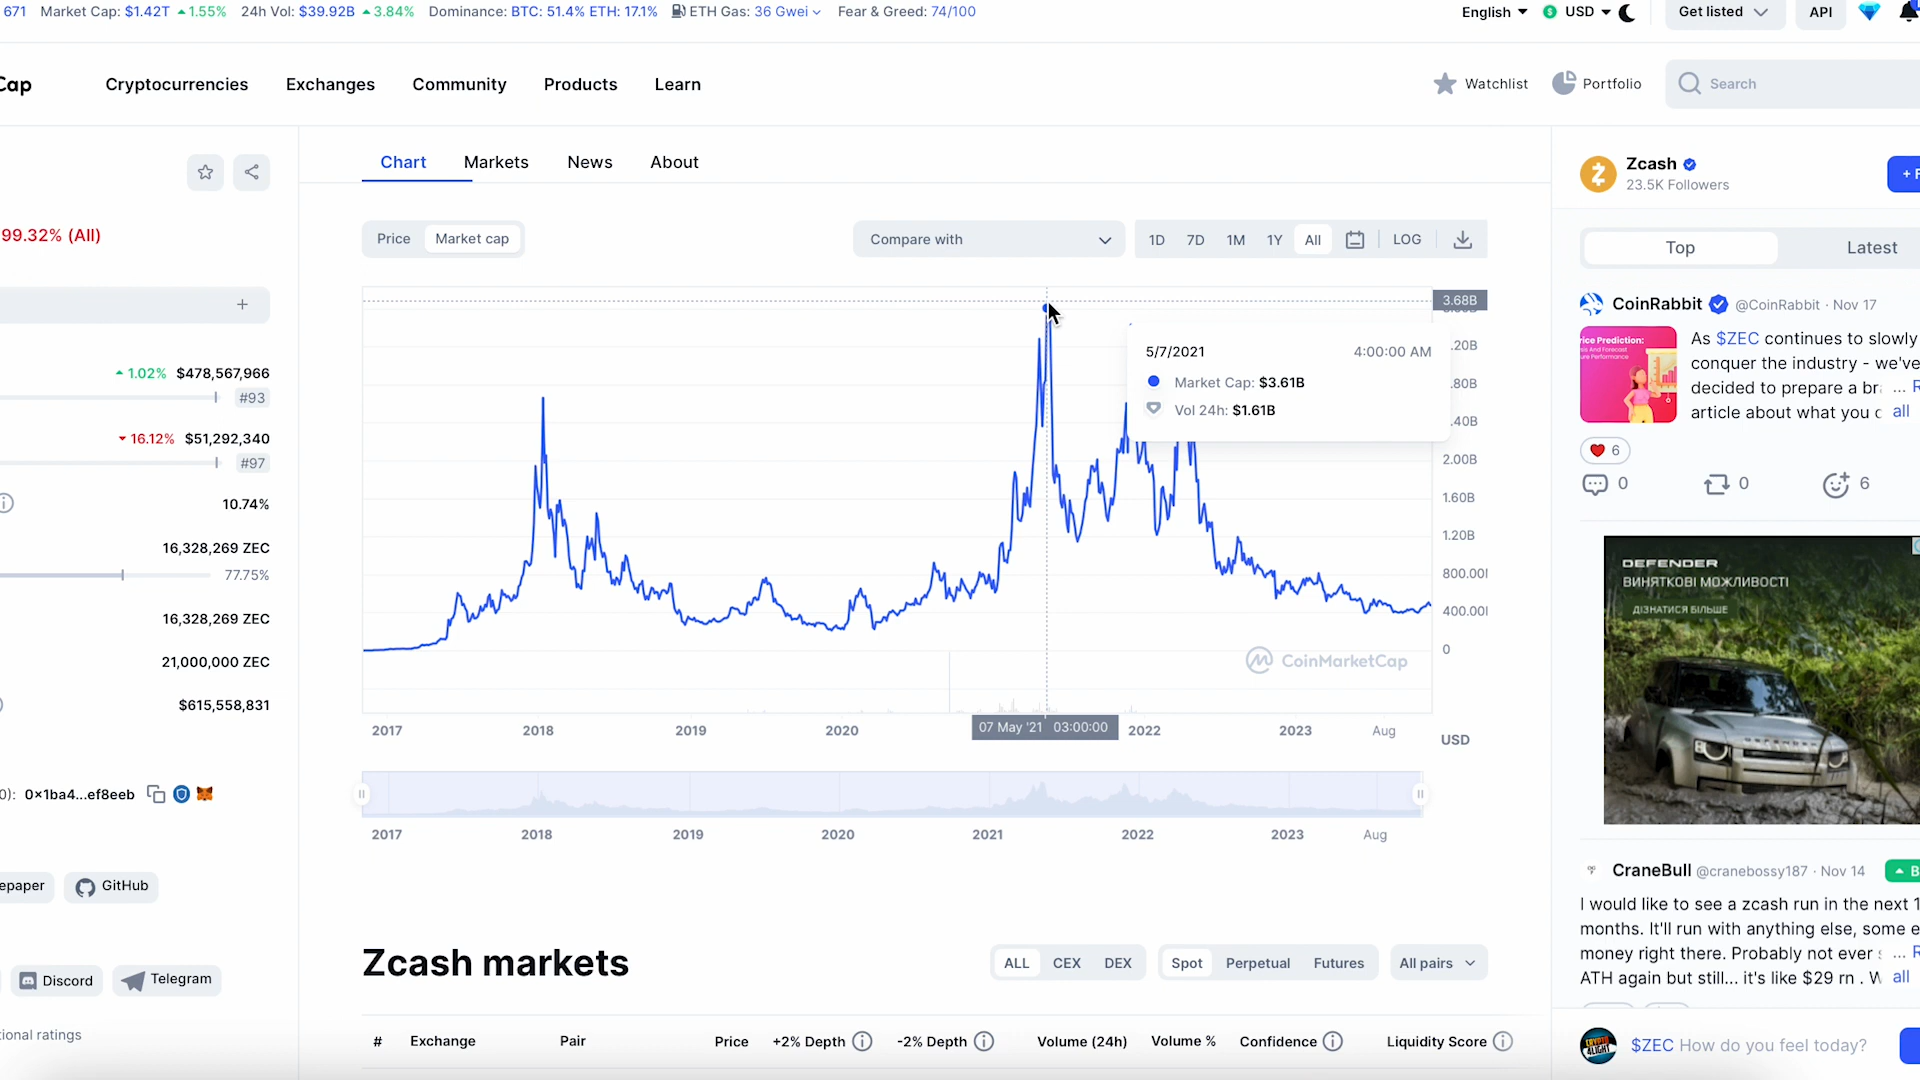 671 Market Cap: $1.42T 1.55% 24h Vol: $39.92B 3.84% Dominance: BTC: 51.4% ETH: 17.1% ETH Gas: 36 Gwei Fear & Greed: 74/100
English USD Get listed API
Cap Cryptocurrencies Exchanges Community Products Learn
Watchlist Portfolio Search
Chart Markets News About
Zcash
23.5K Followers
+ F
99.32% (All)
Price Market cap
Compare with
1D 7D 1M 1Y All LOG
Top Latest
3.68B
5/7/2021 4:00:00 AM
Market Cap: $3.61B
Vol 24h: $1.61B
.20B
.80B
.40B
2.00B
1.60B
1.20B
800.00
400.00
0
CoinMarketCap
07 May '21 03:00:00
2017 2018 2019 2020 2022 2023 Aug
USD
2017 2018 2019 2020 2021 2022 2023 Aug
+
1.02% $478,567,966
#93
16.12% $51,292,340
#97
10.74%
16,328,269 ZEC
77.75%
16,328,269 ZEC
21,000,000 ZEC
$615,558,831
0): 0x1ba4...ef8eeb
epaper GitHub
Discord Telegram
ional ratings
CoinRabbit @CoinRabbit · Nov 17
rice Prediction:
As $ZEC continues to slowly
conquer the industry - we've
decided to prepare a br ... R
article about what you c all
6
0 0 6
DEFENDER
ВИНЯТКОВІ МОЖЛИВОСТІ
ДІЗНАТИСЯ БІЛЬШЕ
CraneBull @cranebossy187 · Nov 14 B
I would like to see a zcash run in the next 1
months. It'll run with anything else, some e
money right there. Probably not ever ... R
ATH again but still... it's like $29 rn . W all
$ZEC How do you feel today?
Zcash markets
ALL CEX DEX Spot Perpetual Futures All pairs
# Exchange Pair Price +2% Depth -2% Depth Volume (24h) Volume % Confidence Liquidity Score